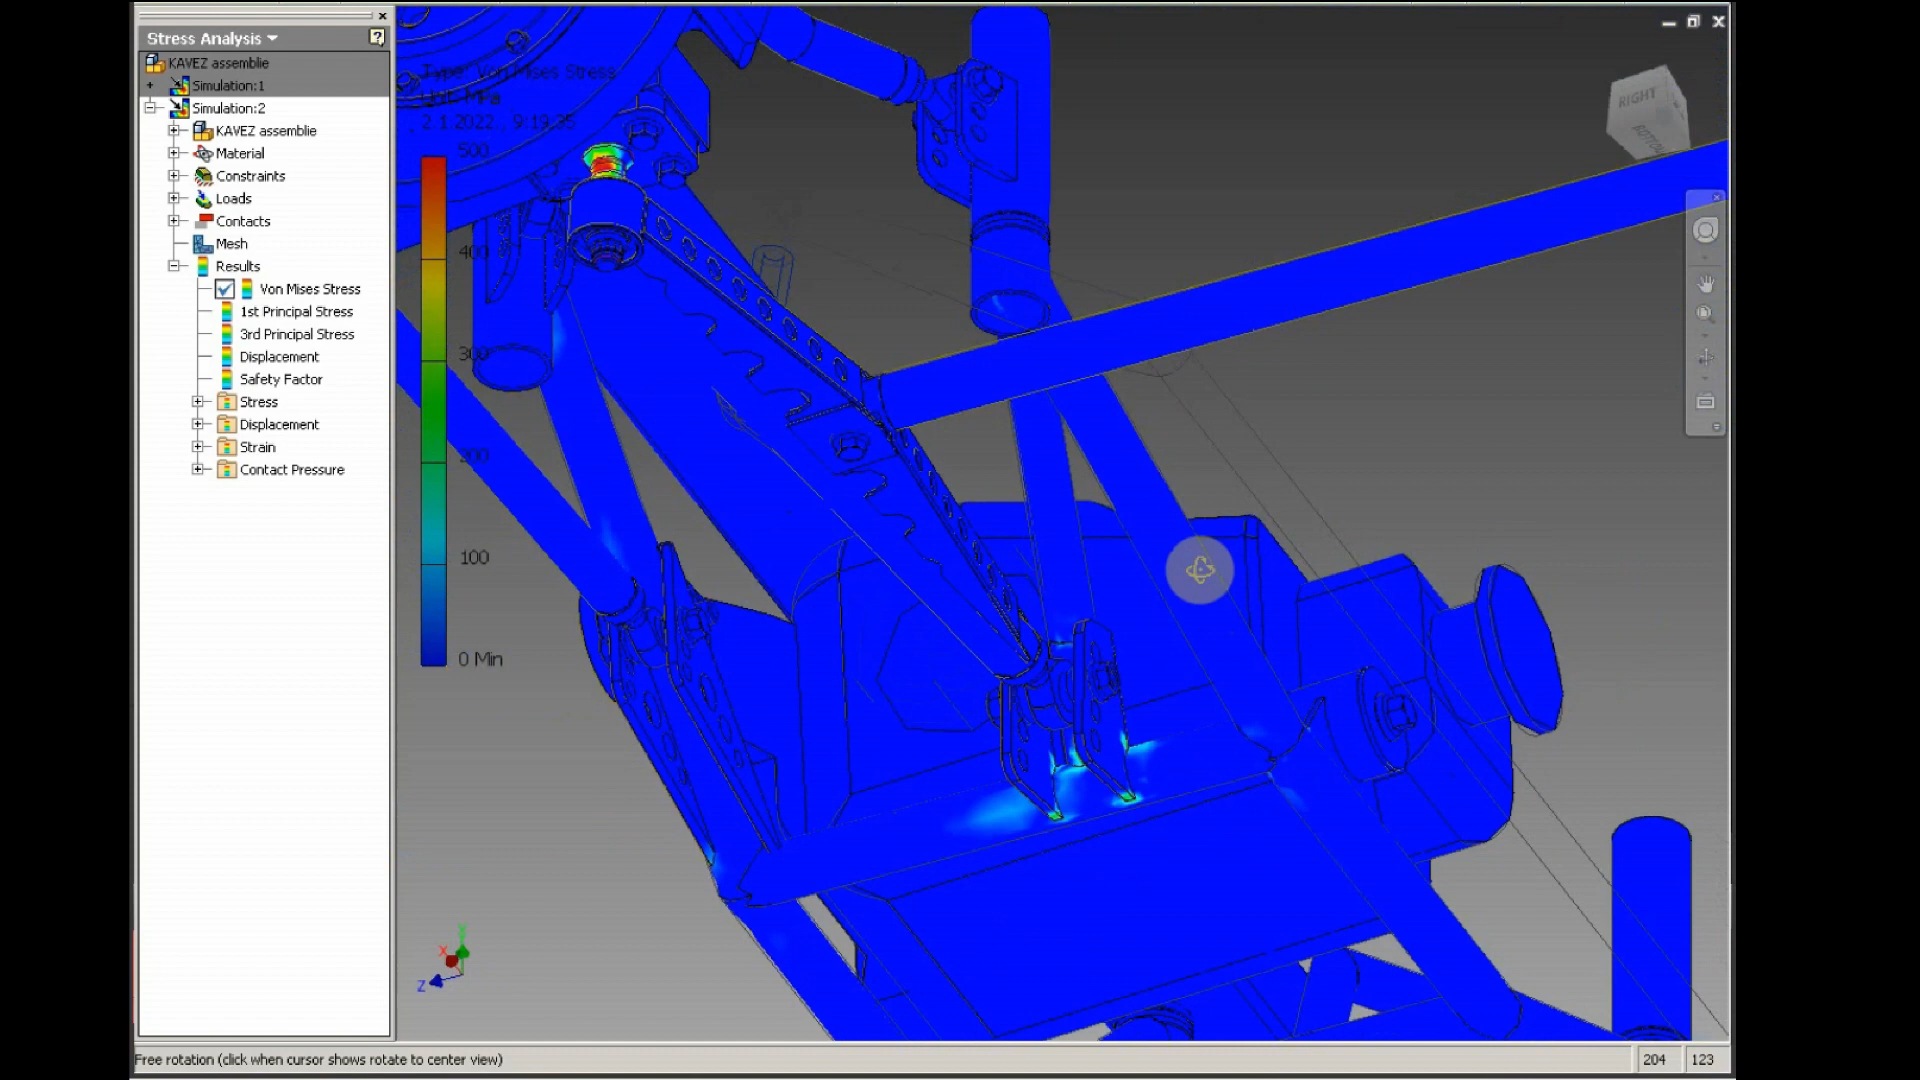 Stress Analysis
KAVEZ assemblie
Simulation:1
Simulation:2
KAVEZ assemblie
Material
Constraints
Loads
Contacts
Mesh
Results
Von Mises Stress
1st Principal Stress
3rd Principal Stress
Displacement
Safety Factor
Stress
Displacement
Strain
Contact Pressure
Type: Von Mises Stress
Unit: MPa
2.1.2022., 9:19:35
500
400
300
200
100
0 Min
RIGHT
BOTTOM
X
Y
Z
Free rotation (click when cursor shows rotate to center view)
204
123